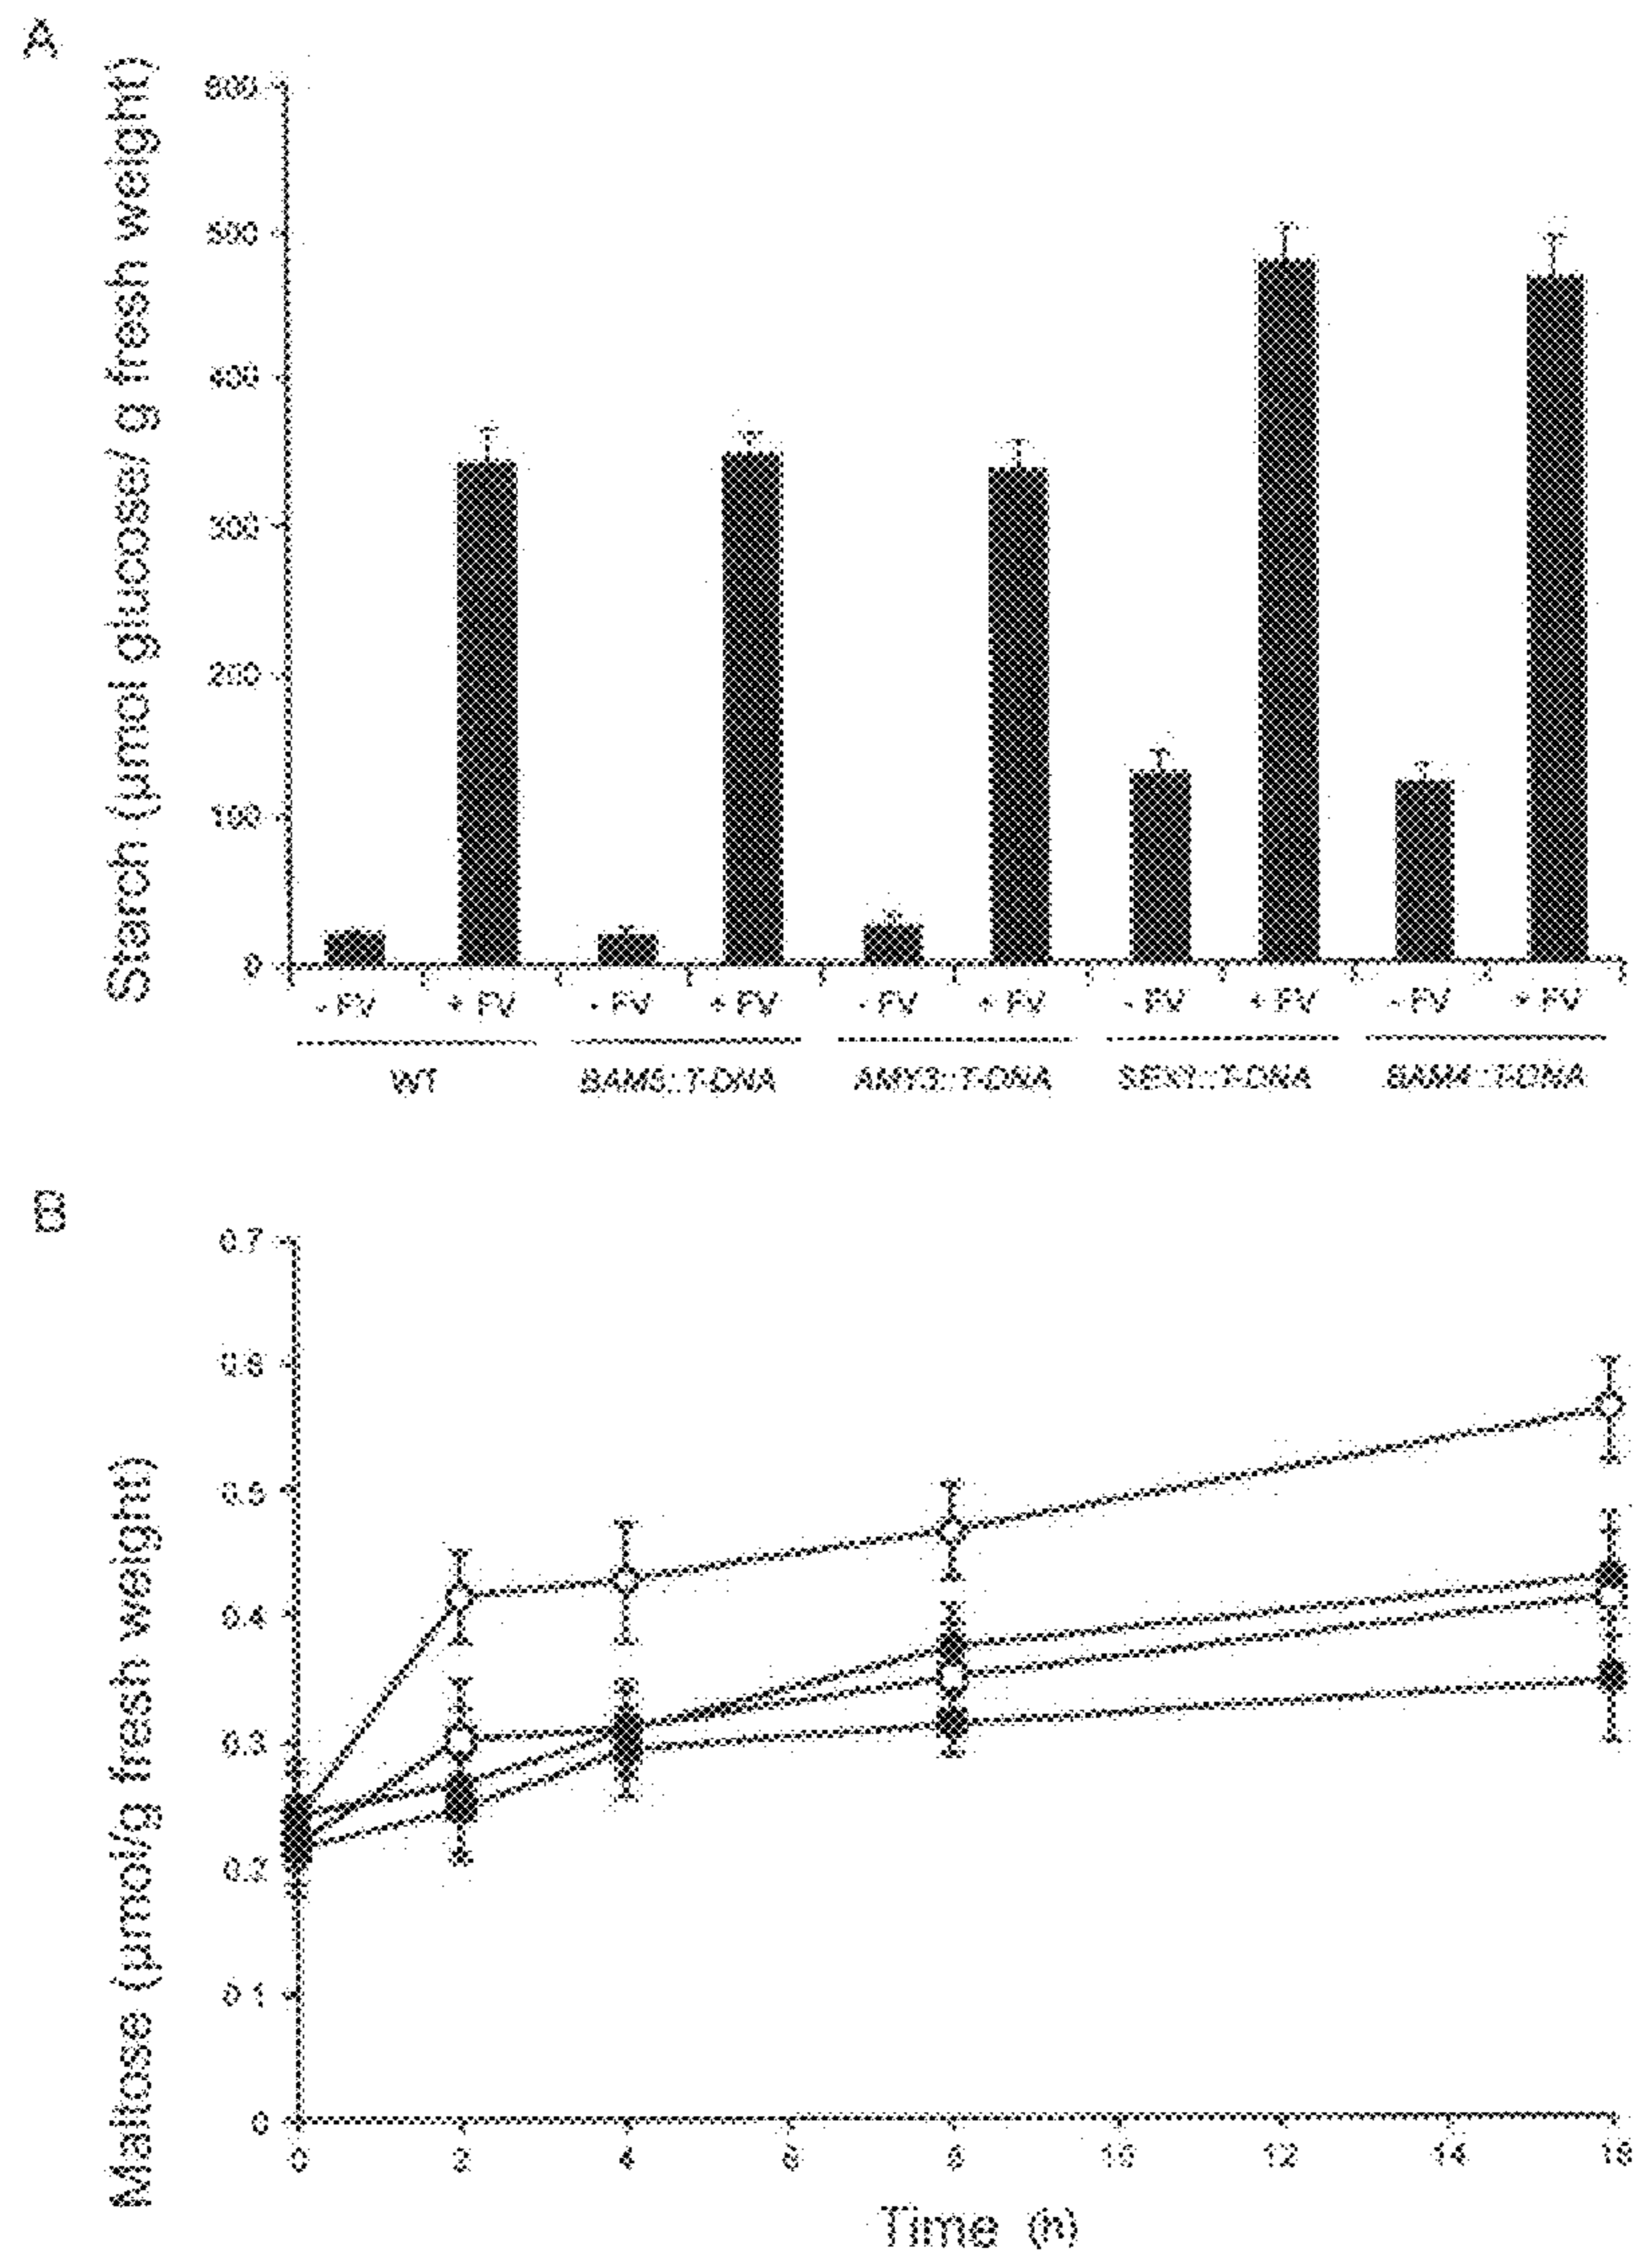 A
Starch (µmol glucose/ g fresh weight)
600
500
400
300
200
100
0
- FV + FV - FV + FV - FV + FV - FV + FV - FV + FV
WT BAM5::T-DNA AMY3::T-DNA SEX1::T-DNA BAM4::T-DNA
B
Maltose (µmol/g fresh weight)
0.7
0.6
0.5
0.4
0.3
0.2
0.1
0
0 2 4 6 8 10 12 14 16
Time (h)